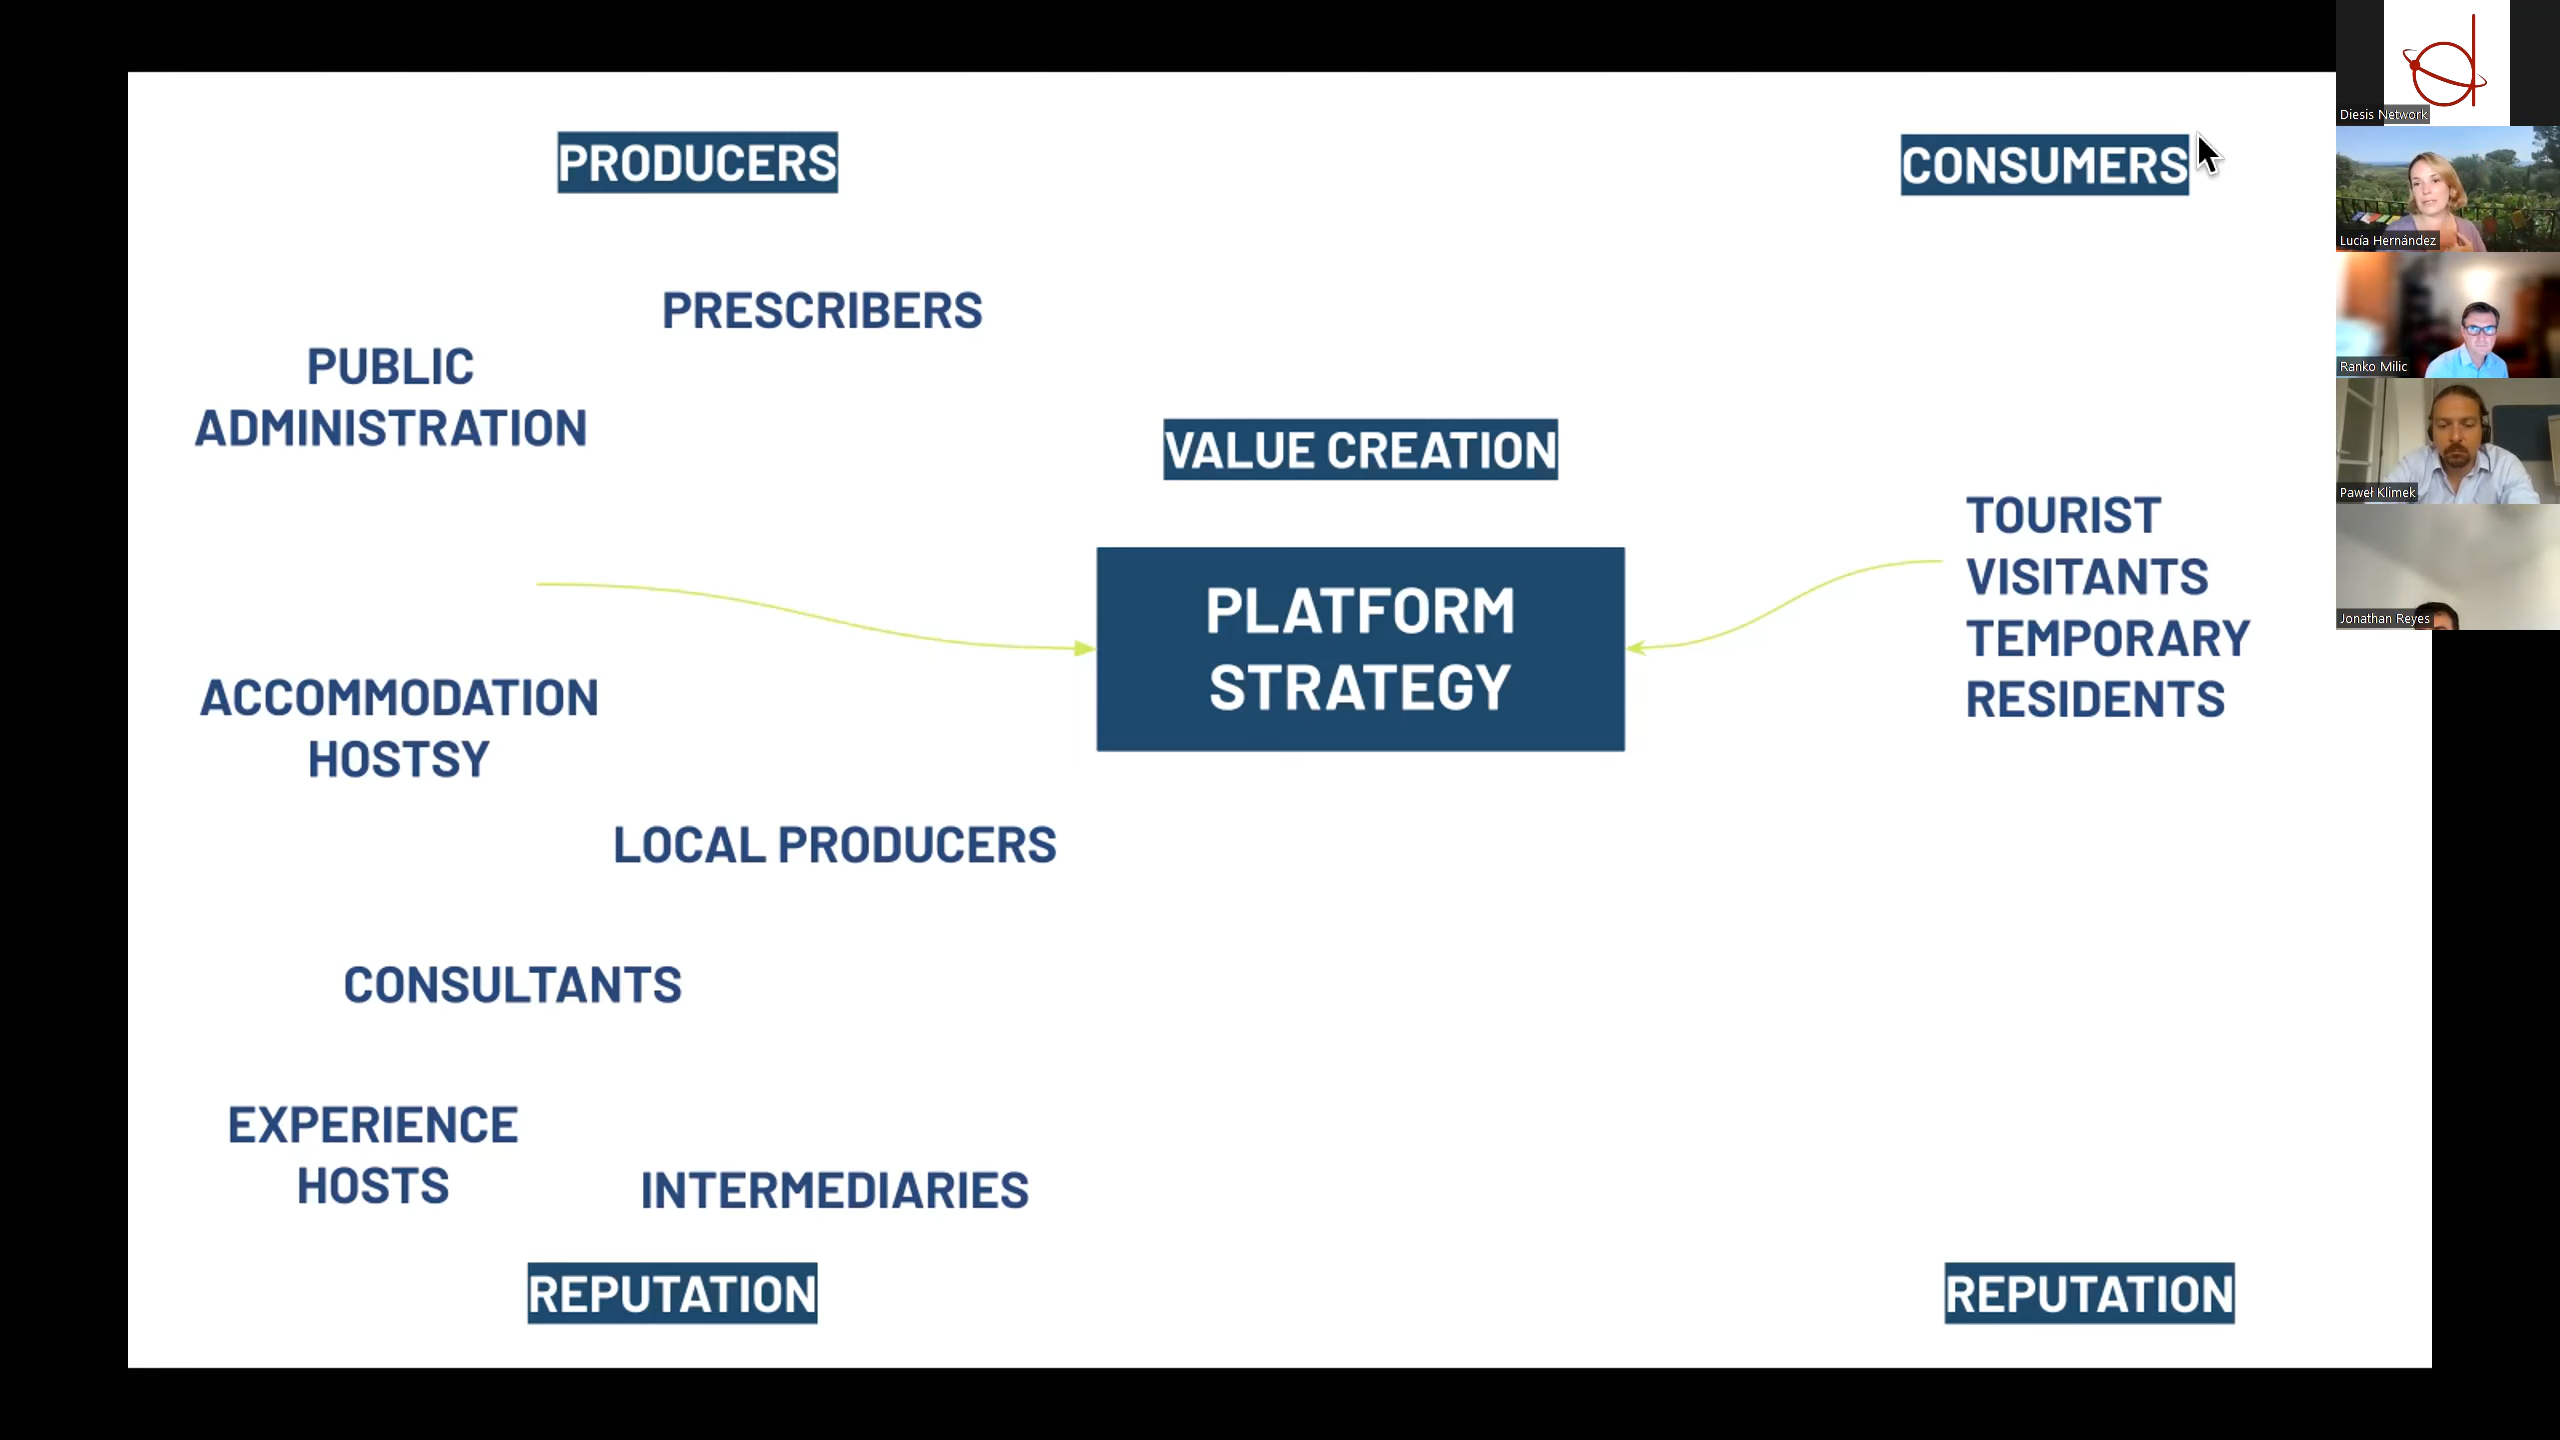 PRODUCERS
CONSUMERS
PRESCRIBERS
PUBLIC
ADMINISTRATION
VALUE CREATION
PLATFORM
STRATEGY
TOURIST
VISITANTS
TEMPORARY
RESIDENTS
ACCOMMODATION
HOSTSY
LOCAL PRODUCERS
CONSULTANTS
EXPERIENCE
HOSTS
INTERMEDIARIES
REPUTATION
REPUTATION
Diesis Network
Lucía Hernández
Ranko Milic
Paweł Klimek
Jonathan Reyes